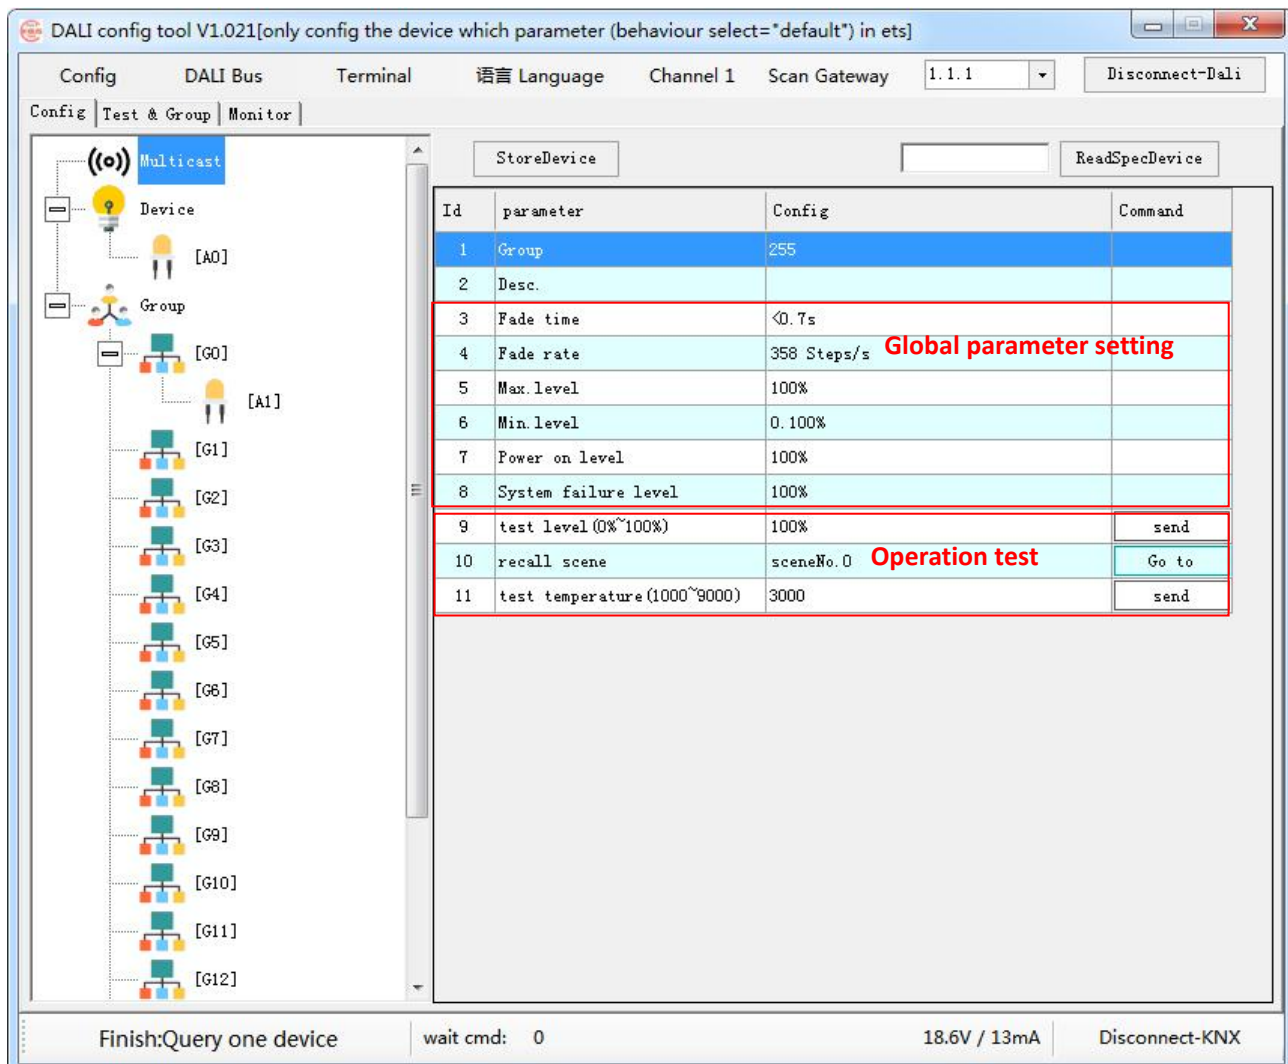 DALI config tool V1.021[only config the device which parameter (behaviour select="default") in ets]
Config DALI Bus Terminal 语言 Language Channel 1 Scan Gateway 1.1.1 Disconnect-Dali
Config Test & Group Monitor
Multicast
Device
[A0]
Group
[G0]
[A1]
[G1]
[G2]
[G3]
[G4]
[G5]
[G6]
[G7]
[G8]
[G9]
[G10]
[G11]
[G12]
StoreDevice ReadSpecDevice
Id parameter Config Command
1 Group 255
2 Desc.
3 Fade time <0.7s
4 Fade rate 358 Steps/s
Global parameter setting
5 Max.level 100%
6 Min.level 0.100%
7 Power on level 100%
8 System failure level 100%
9 test level(0%~100%) 100% send
10 recall scene sceneNo.0 Go to
Operation test
11 test temperature(1000~9000) 3000 send
Finish:Query one device wait cmd: 0 18.6V / 13mA Disconnect-KNX